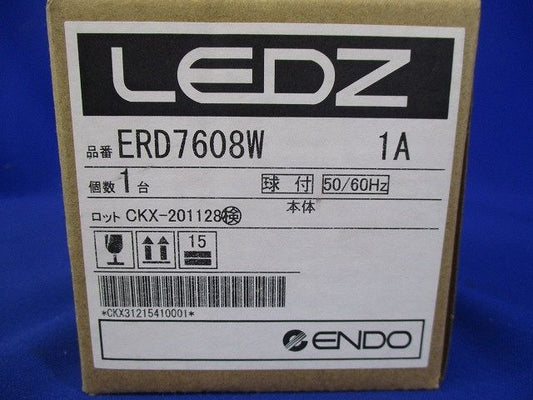 LEDZ
品番 ERD7608W 1A
個数 1 台 球付 50/60Hz
本体
ロット CKX-201128 検
15
*CKX31215410001*
ENDO